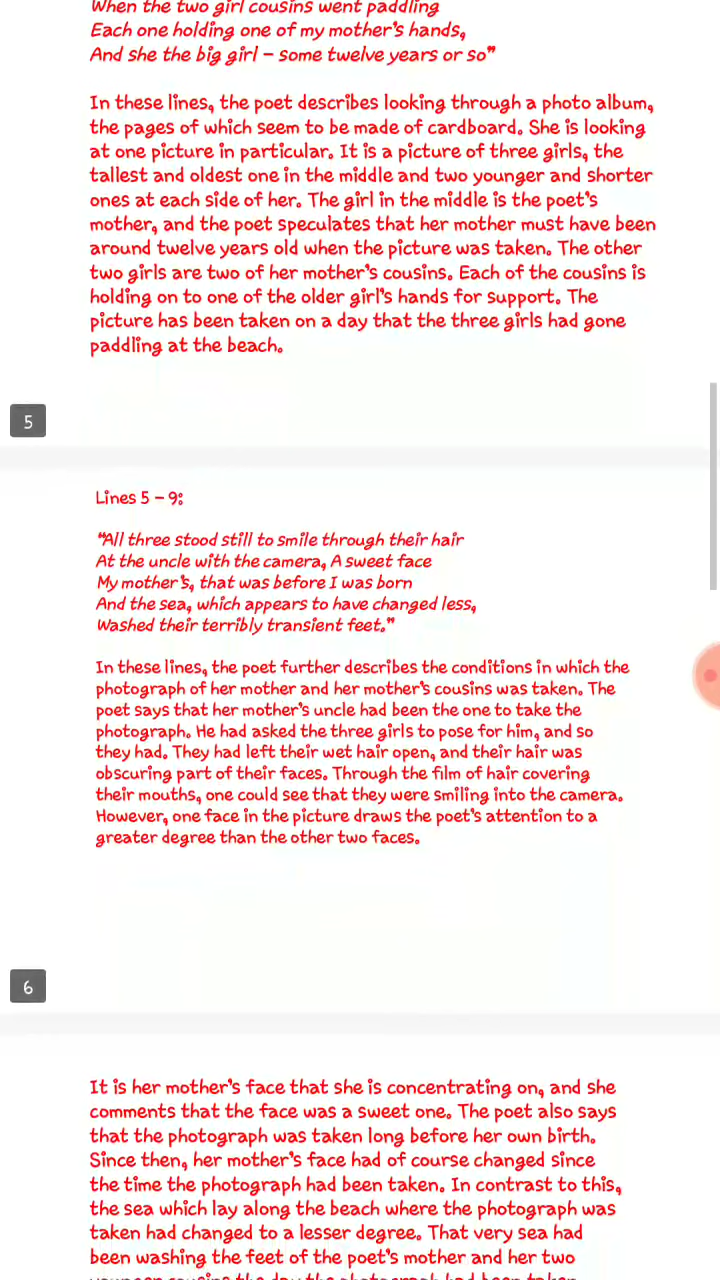 When the two girl cousins went paddling
Each one holding one of my mother's hands,
And she the big girl – some twelve years or so"
In these lines, the poet describes looking through a photo album,
the pages of which seem to be made of cardboard. She is looking
at one picture in particular. It is a picture of three girls, the
tallest and oldest one in the middle and two younger and shorter
ones at each side of her. The girl in the middle is the poet's
mother, and the poet speculates that her mother must have been
around twelve years old when the picture was taken. The other
two girls are two of her mother's cousins. Each of the cousins is
holding on to one of the older girl's hands for support. The
picture has been taken on a day that the three girls had gone
paddling at the beach.
5
Lines 5 – 9:
"All three stood still to smile through their hair
At the uncle with the camera, A sweet face
My mother's, that was before I was born
And the sea, which appears to have changed less,
Washed their terribly transient feet."
In these lines, the poet further describes the conditions in which the
photograph of her mother and her mother's cousins was taken. The
poet says that her mother's uncle had been the one to take the
photograph. He had asked the three girls to pose for him, and so
they had. They had left their wet hair open, and their hair was
obscuring part of their faces. Through the film of hair covering
their mouths, one could see that they were smiling into the camera.
However, one face in the picture draws the poet's attention to a
greater degree than the other two faces.
6
It is her mother's face that she is concentrating on, and she
comments that the face was a sweet one. The poet also says
that the photograph was taken long before her own birth.
Since then, her mother's face had of course changed since
the time the photograph had been taken. In contrast to this,
the sea which lay along the beach where the photograph was
taken had changed to a lesser degree. That very sea had
been washing the feet of the poet's mother and her two
younger cousins the day the photograph had been taken